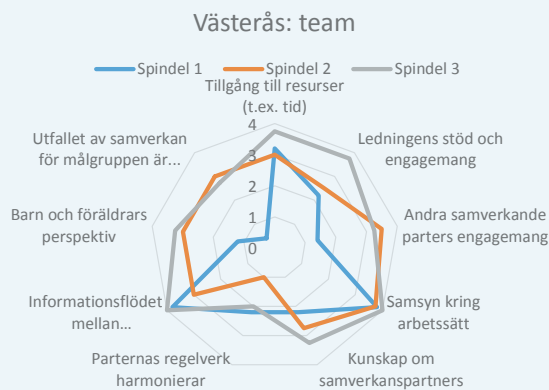 Västerås: team
Spindel 1
Spindel 2
Spindel 3
Tillgång till resurser
(t.ex. tid)
Ledningens stöd och
engagemang
Andra samverkande
parters engagemang
Samsyn kring
arbetssätt
Kunskap om
samverkanspartners
Parternas regelverk
harmonierar
Informationsflödet
mellan...
Barn och föräldrars
perspektiv
Utfallet av samverkan
för målgruppen är...
4
3
2
1
0